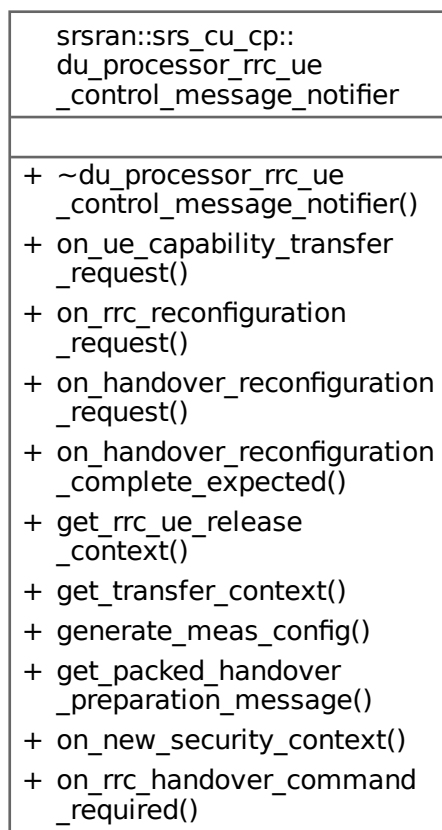 srsran::srs_cu_cp::
du_processor_rrc_ue
_control_message_notifier
+ ~du_processor_rrc_ue
_control_message_notifier()
+ on_ue_capability_transfer
_request()
+ on_rrc_reconfiguration
_request()
+ on_handover_reconfiguration
_request()
+ on_handover_reconfiguration
_complete_expected()
+ get_rrc_ue_release
_context()
+ get_transfer_context()
+ generate_meas_config()
+ get_packed_handover
_preparation_message()
+ on_new_security_context()
+ on_rrc_handover_command
_required()